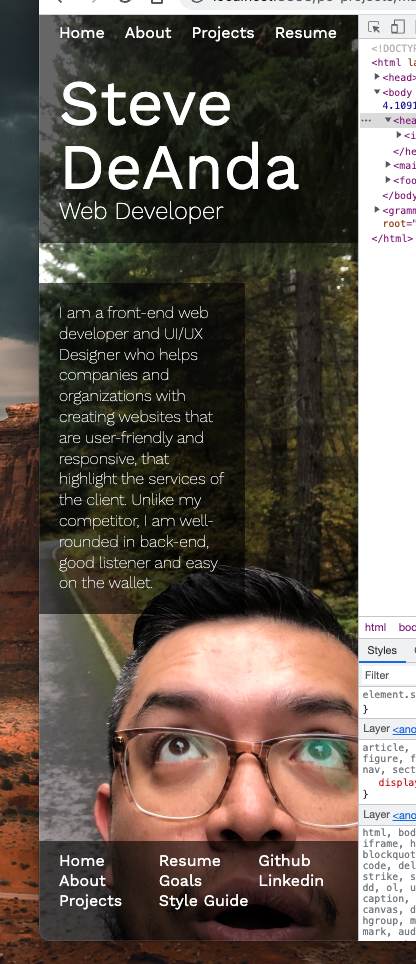 Home About Projects Resume
Steve
DeAnda
Web Developer
I am a front-end web
developer and UI/UX
Designer who helps
companies and
organizations with
creating websites that
are user-friendly and
responsive, that
highlight the services of
the client. Unlike my
competitor, I am well-
rounded in back-end,
good listener and easy
on the wallet.
Home Resume Github
About Goals Linkedin
Projects Style Guide
<!DOCTYP
<html la
<head>
<body
4.1091
<hea
<i
</he
<mai
<foo
</body
<gramm
root="
</html>
html bod
Styles
Filter
element.s
}
Layer <ano
article,
figure, f
nav, sect
display
}
Layer <ano
html, bod
iframe, h
blockquot
code, del
strike, s
dd, ol, u
caption,
canvas, d
hgroup, m
mark, aud